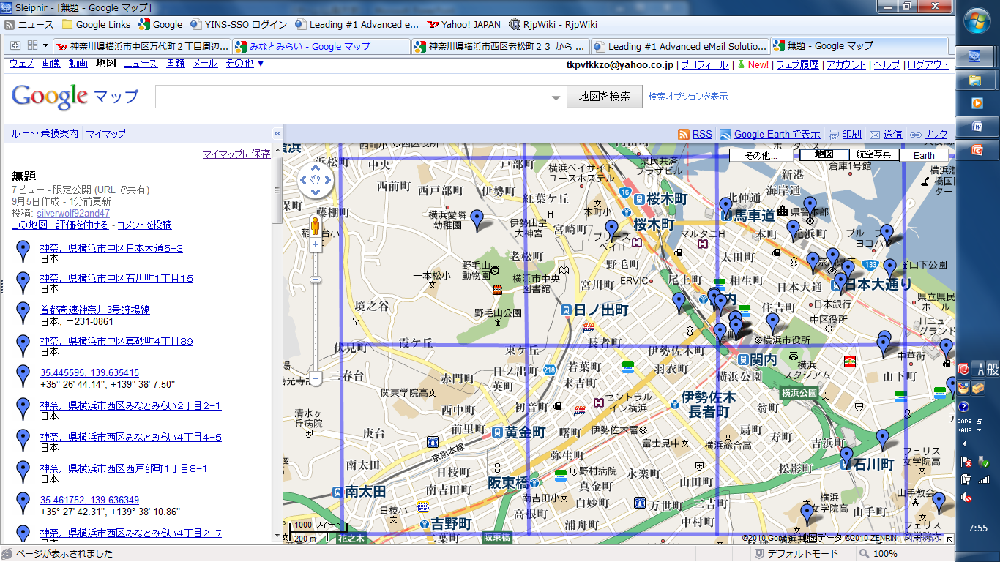 Sleipnir - [無題 - Google マップ]
ニュース Google Links Google YINS-SSO ログイン Leading #1 Advanced e... Yahoo! JAPAN RjpWiki - RjpWiki
神奈川県横浜市中区万代町２丁目周辺... みなとみらい - Google マップ 神奈川県横浜市西区老松町２３ から ... Leading #1 Advanced eMail Solutio... 無題 - Google マップ
ウェブ 画像 動画 地図 ニュース 書籍 メール その他 ▼
tkpvfkkzo@yahoo.co.jp | プロフィール | New! | ウェブ履歴 | アカウント | ヘルプ | ログアウト
Google マップ
地図を検索
検索オプションを表示
ルート・乗換案内 マイマップ «
RSS Google Earth で表示 印刷 送信 リンク
マイマップに保存
無題
7 ビュー - 限定公開 (URL で共有)
9月5日作成 - 1分前更新
投稿: silverwolf92and47
この地図に評価を付ける - コメントを投稿
神奈川県横浜市中区日本大通5-3
日本
神奈川県横浜市中区石川町1丁目15
日本
首都高速神奈川3号狩場線
日本, 〒231-0861
神奈川県横浜市中区真砂町4丁目39
日本
35.445595, 139.635415
+35° 26' 44.14", +139° 38' 7.50"
神奈川県横浜市西区みなとみらい2丁目2-1
日本
神奈川県横浜市西区みなとみらい4丁目4-5
日本
神奈川県横浜市西区西戸部町1丁目8-1
日本
35.461752, 139.636349
+35° 27' 42.31", +139° 38' 10.86"
神奈川県横浜市西区みなとみらい4丁目2-7
その他... 地図 航空写真 Earth
浜松町
中央
戸部町
横浜ベイサイド
ユースホステル
県民共済
プラザビル
新港
倉庫1号館
西前町
西戸部町
伊勢町
紅葉ケ丘
16
桜木町
北仲通
海岸通
藤棚町
横浜愛隣
幼稚園
伊勢山皇
大神宮
宮崎町
本町小
桜木町
馬車道
県警本部
ブリーズ
ベイH
マルタニH
本町
元浜町
老松町
野毛町
太田町
133
山下公園
野毛山
動物園
一本松小
横浜市中央
図書館
宮川町
ERVIC
尾上町
相生町
日本大通
日本大通り
境之谷
野毛山公園
日ノ出町
住吉町
日本銀行
中区役所
県立県民
ホール
Hニュー
グランド
伏見町
霞ケ丘
東ケ丘
長者町
伊勢佐木町
横浜市役所
関内
横浜
スタジアム
中華街
三春台
赤門町
日ノ出町
英町
218
若葉町
末吉町
羽衣町
横浜公園
横浜公園
山下町
関東学院高
西中町
初音町
セントラル
イン横浜
伊勢佐木
長者町
翁町
清水ヶ
丘病院
庚台
前里町
黄金町
曙町
伊勢佐木署
富士見中
扇町
寿町
横浜総合高
吉浜町
京急本線
南太田
日枝町
弥生町
野村病院
永楽町
松影町
石川町
フェリス
女学院高
南太田
南吉田町
阪東橋
真金町
山田町
南吉田小
白妙町
万世町
三吉町
横浜
女学院高
山手町
山手教会
日枝小
吉野町
高根町
浦舟町
中村町
フェリス
女学院大
1000 フィート
200 m
花之木
阪東橋
©2010 ZENRIN
ページが表示されました
デフォルトモード
100%
A 般
CAPS
KANA
7:55